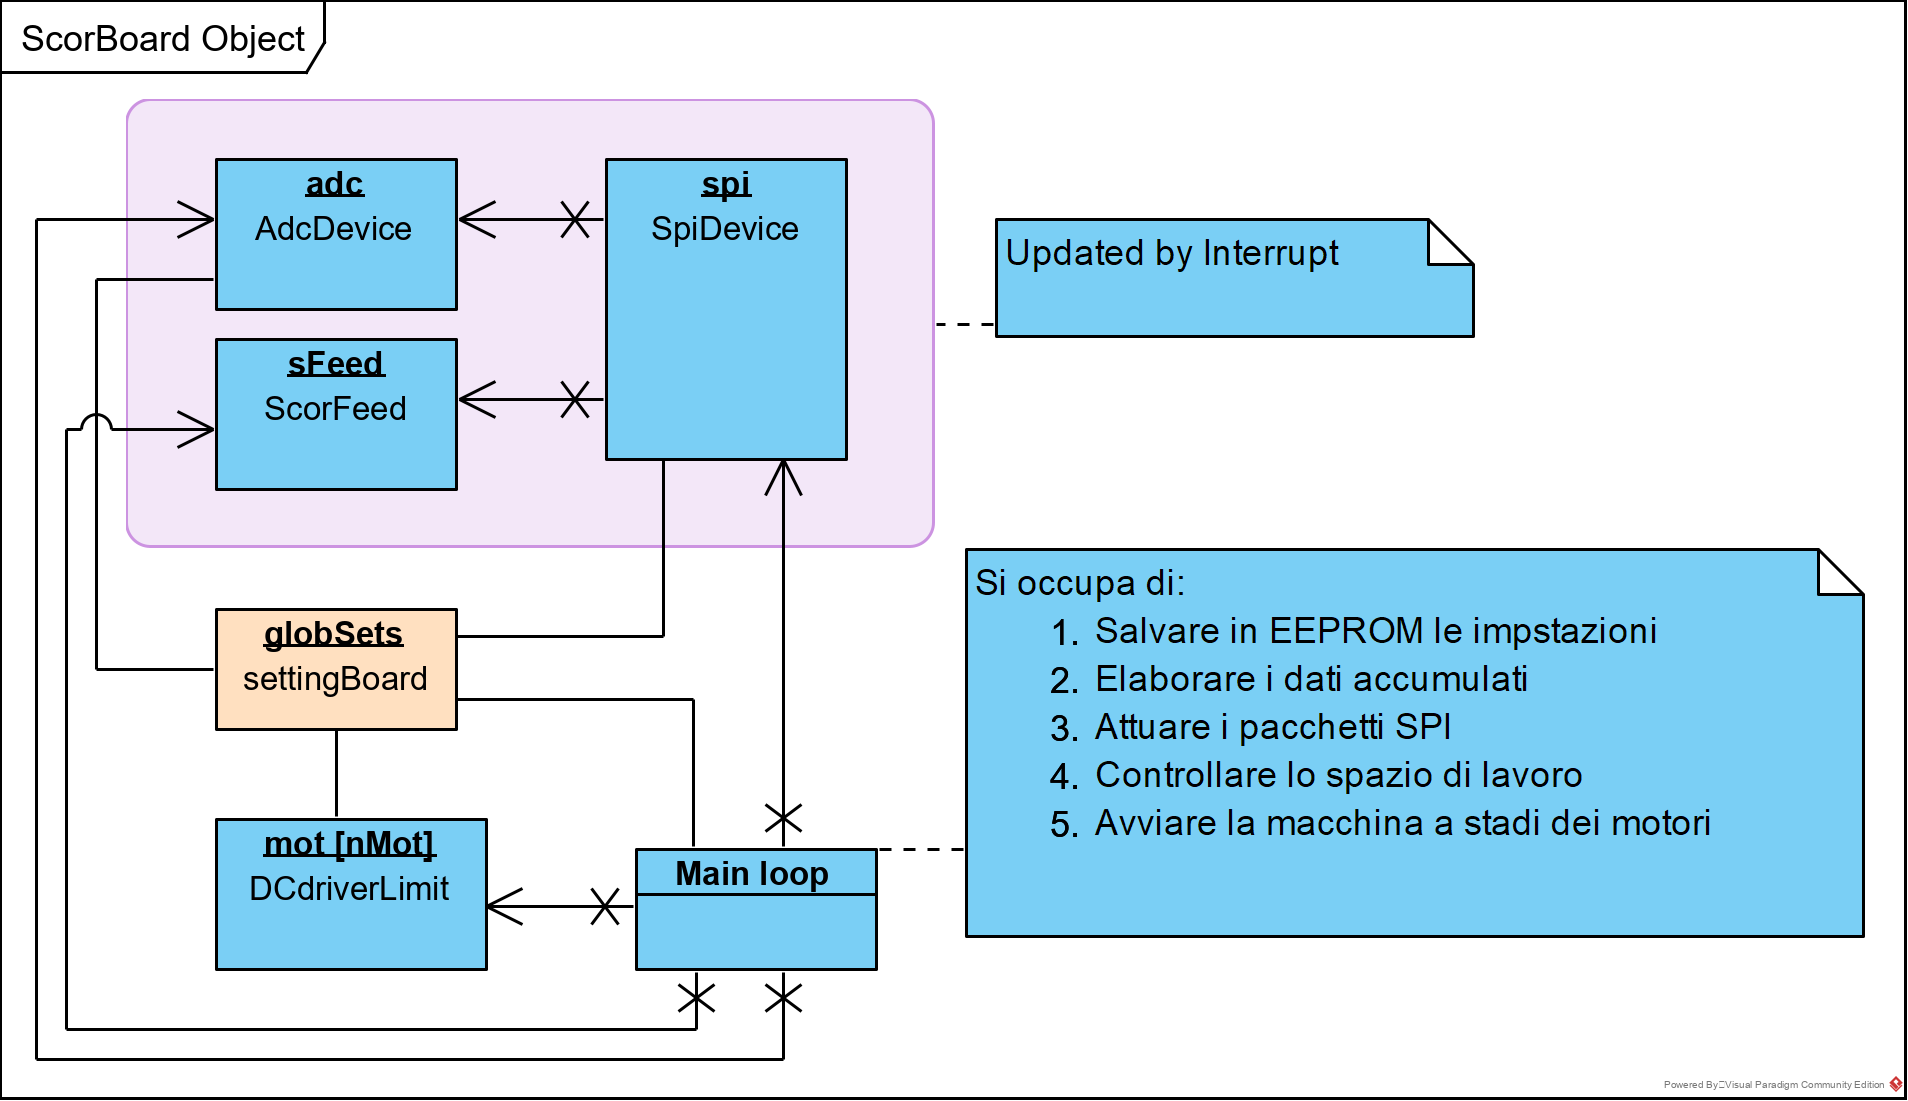 ScorBoard Object
adc
AdcDevice
spi
SpiDevice
Updated by Interrupt
sFeed
ScorFeed
globSets
settingBoard
Si occupa di:
1. Salvare in EEPROM le impstazioni
2. Elaborare i dati accumulati
3. Attuare i pacchetti SPI
4. Controllare lo spazio di lavoro
5. Avviare la macchina a stadi dei motori
mot [nMot]
DCdriverLimit
Main loop
Powered By Visual Paradigm Community Edition